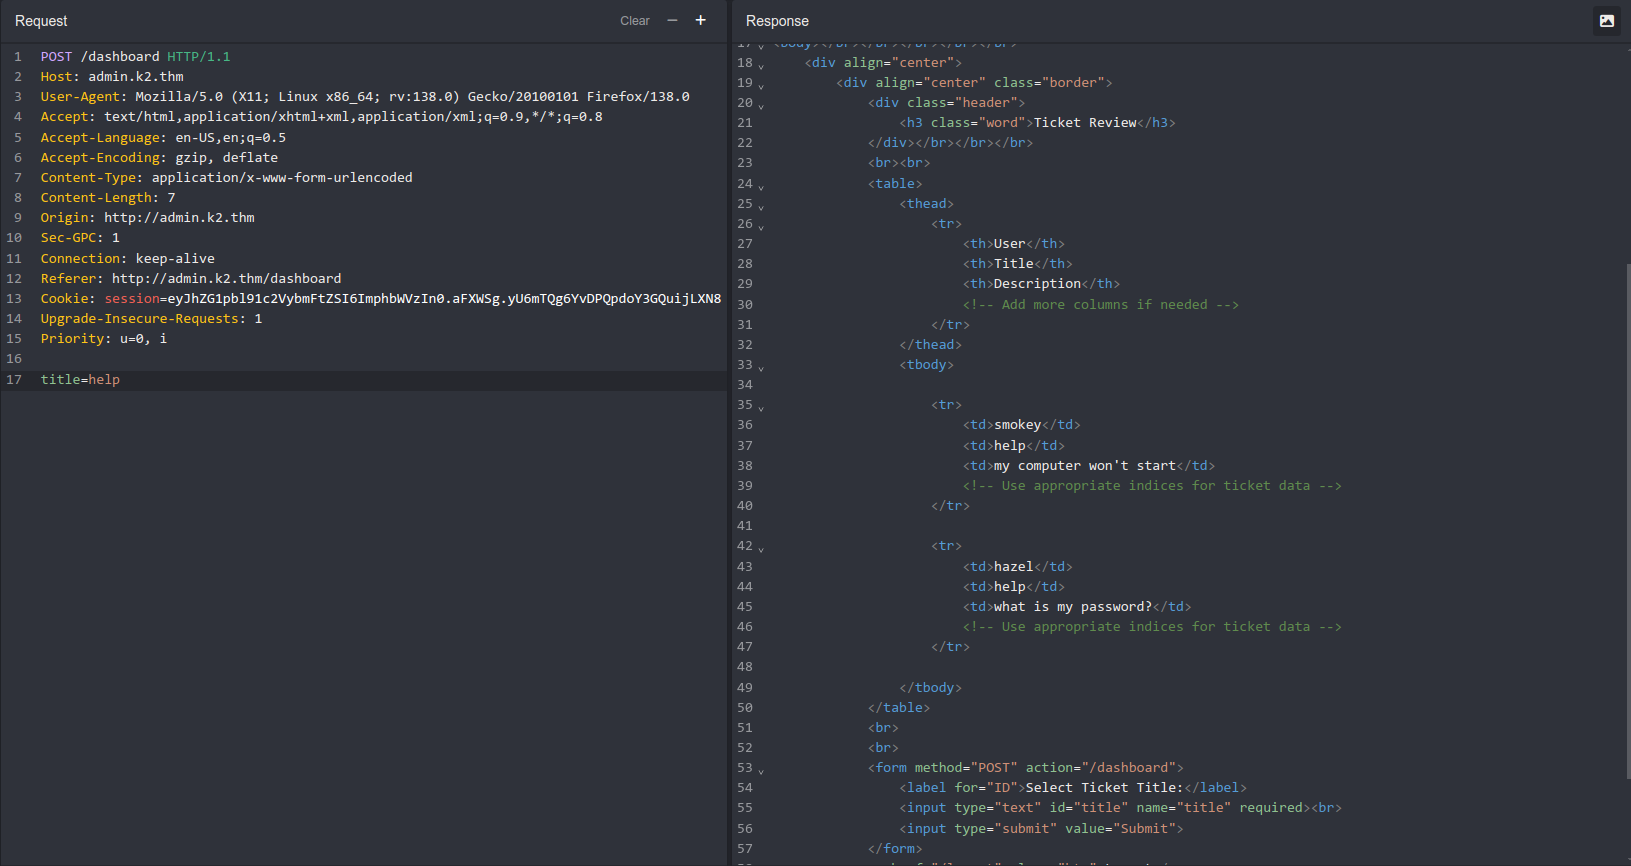 Request
Clear − +
1 POST /dashboard HTTP/1.1
2 Host: admin.k2.thm
3 User-Agent: Mozilla/5.0 (X11; Linux x86_64; rv:138.0) Gecko/20100101 Firefox/138.0
4 Accept: text/html,application/xhtml+xml,application/xml;q=0.9,*/*;q=0.8
5 Accept-Language: en-US,en;q=0.5
6 Accept-Encoding: gzip, deflate
7 Content-Type: application/x-www-form-urlencoded
8 Content-Length: 7
9 Origin: http://admin.k2.thm
10 Sec-GPC: 1
11 Connection: keep-alive
12 Referer: http://admin.k2.thm/dashboard
13 Cookie: session=eyJhZG1pbl91c2VybmFtZSI6ImphbWVzIn0.aFXWSg.yU6mTQg6YvDPQpdoY3GQuijLXN8
14 Upgrade-Insecure-Requests: 1
15 Priority: u=0, i
16
17 title=help
Response
17 <body></br></br></br></br></br>
18 <div align="center">
19 <div align="center" class="border">
20 <div class="header">
21 <h3 class="word">Ticket Review</h3>
22 </div></br></br></br>
23 <br><br>
24 <table>
25 <thead>
26 <tr>
27 <th>User</th>
28 <th>Title</th>
29 <th>Description</th>
30 <!-- Add more columns if needed -->
31 </tr>
32 </thead>
33 <tbody>
34
35 <tr>
36 <td>smokey</td>
37 <td>help</td>
38 <td>my computer won't start</td>
39 <!-- Use appropriate indices for ticket data -->
40 </tr>
41
42 <tr>
43 <td>hazel</td>
44 <td>help</td>
45 <td>what is my password?</td>
46 <!-- Use appropriate indices for ticket data -->
47 </tr>
48
49 </tbody>
50 </table>
51 <br>
52 <br>
53 <form method="POST" action="/dashboard">
54 <label for="ID">Select Ticket Title:</label>
55 <input type="text" id="title" name="title" required><br>
56 <input type="submit" value="Submit">
57 </form>